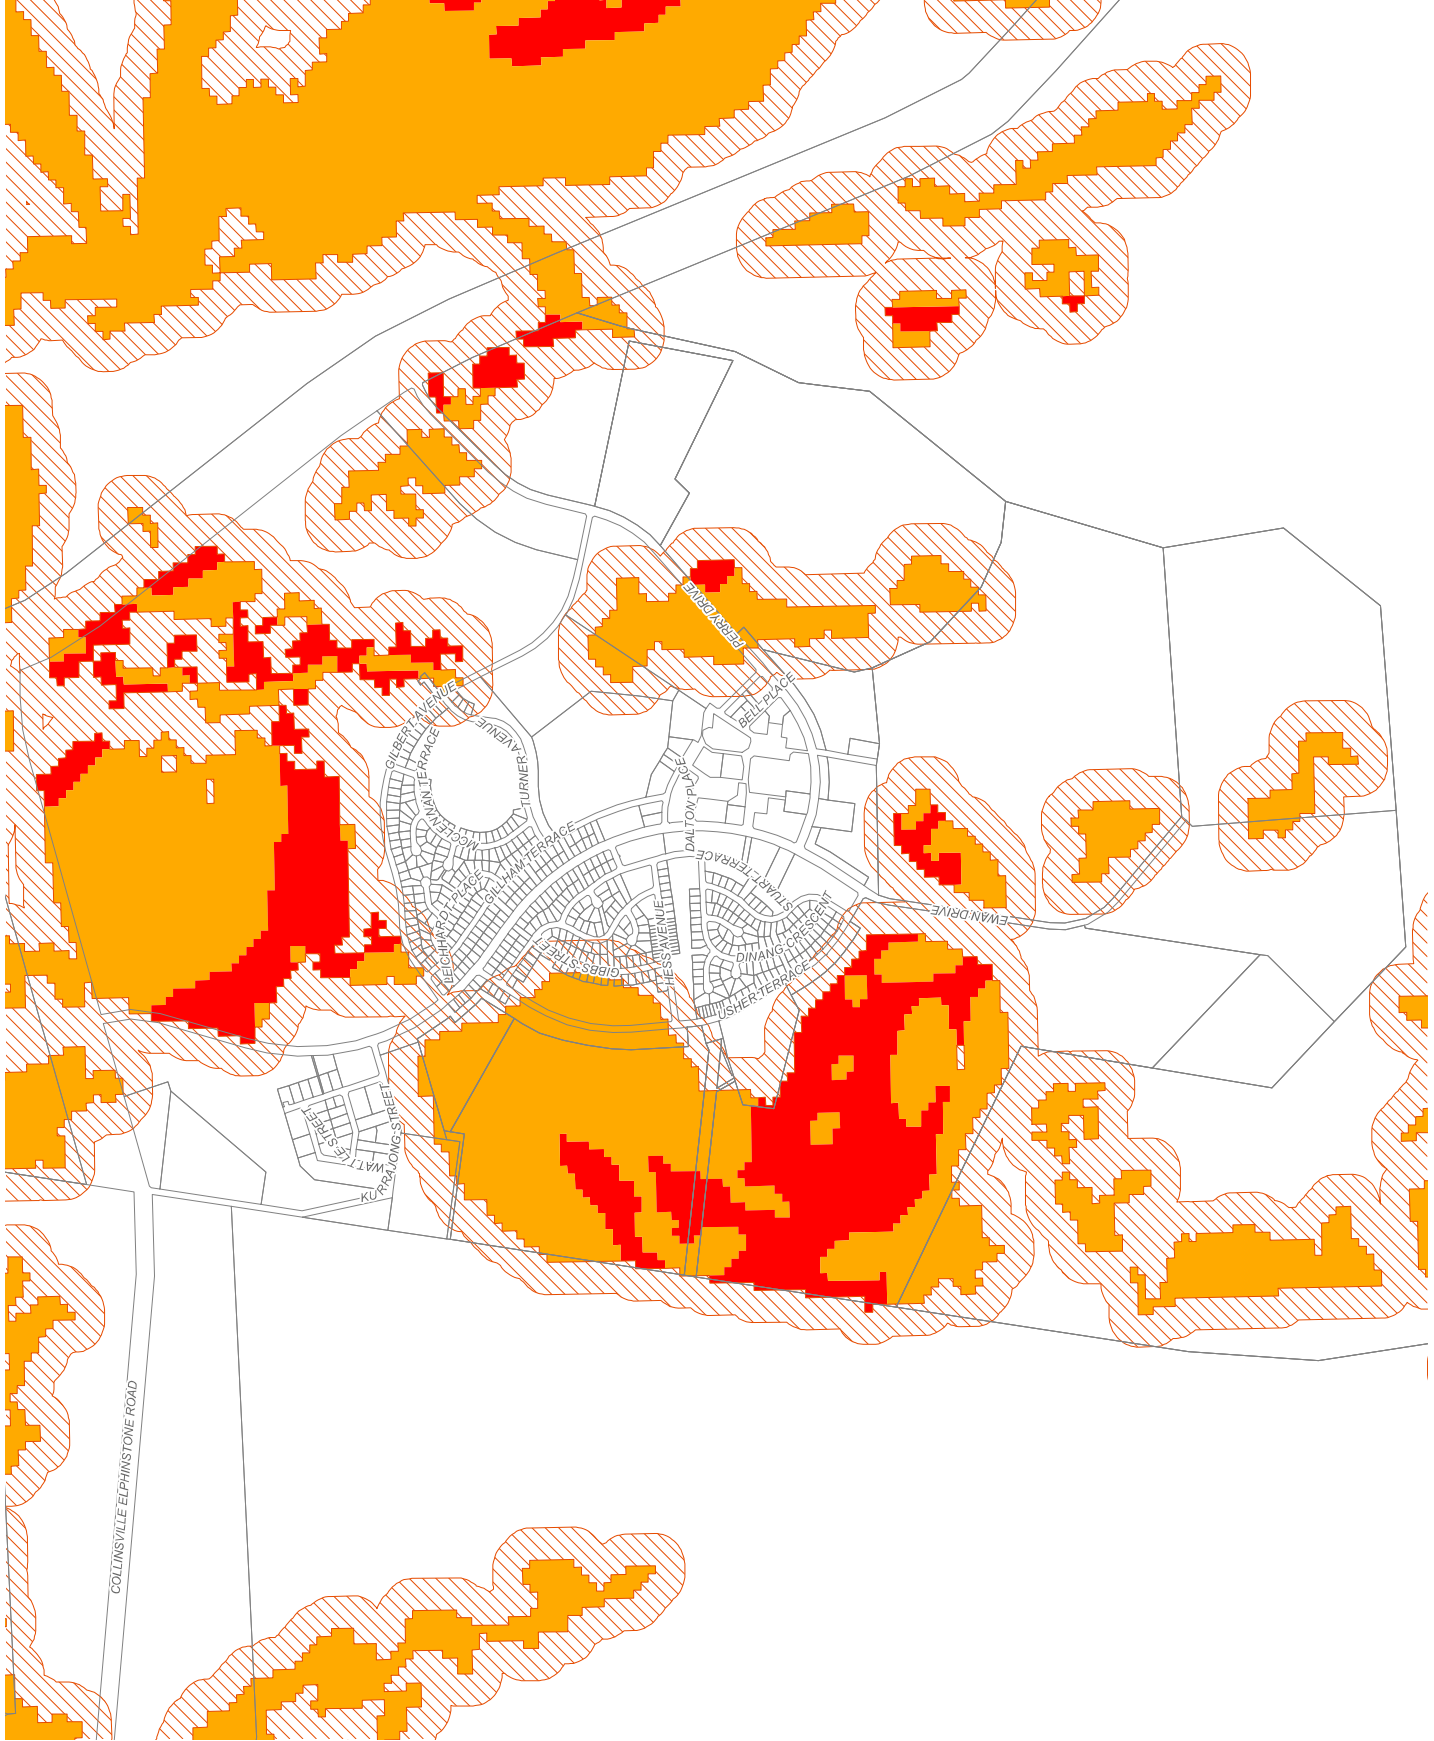 PERRY DRIVE
GILBERT AVENUE
BELL PLACE
TURNER AVENUE
MCCLENNAN TERRACE
DALTON PLACE
GILLHAM TERRACE
STUART TERRACE
LEICHHARDT PLACE
EWAN DRIVE
HESS AVENUE
DINANG CRESCENT
GIBBS STREET
USHER TERRACE
WATTLE STREET
KURRAJONG STREET
COLLINSVILLE ELPHINSTONE ROAD